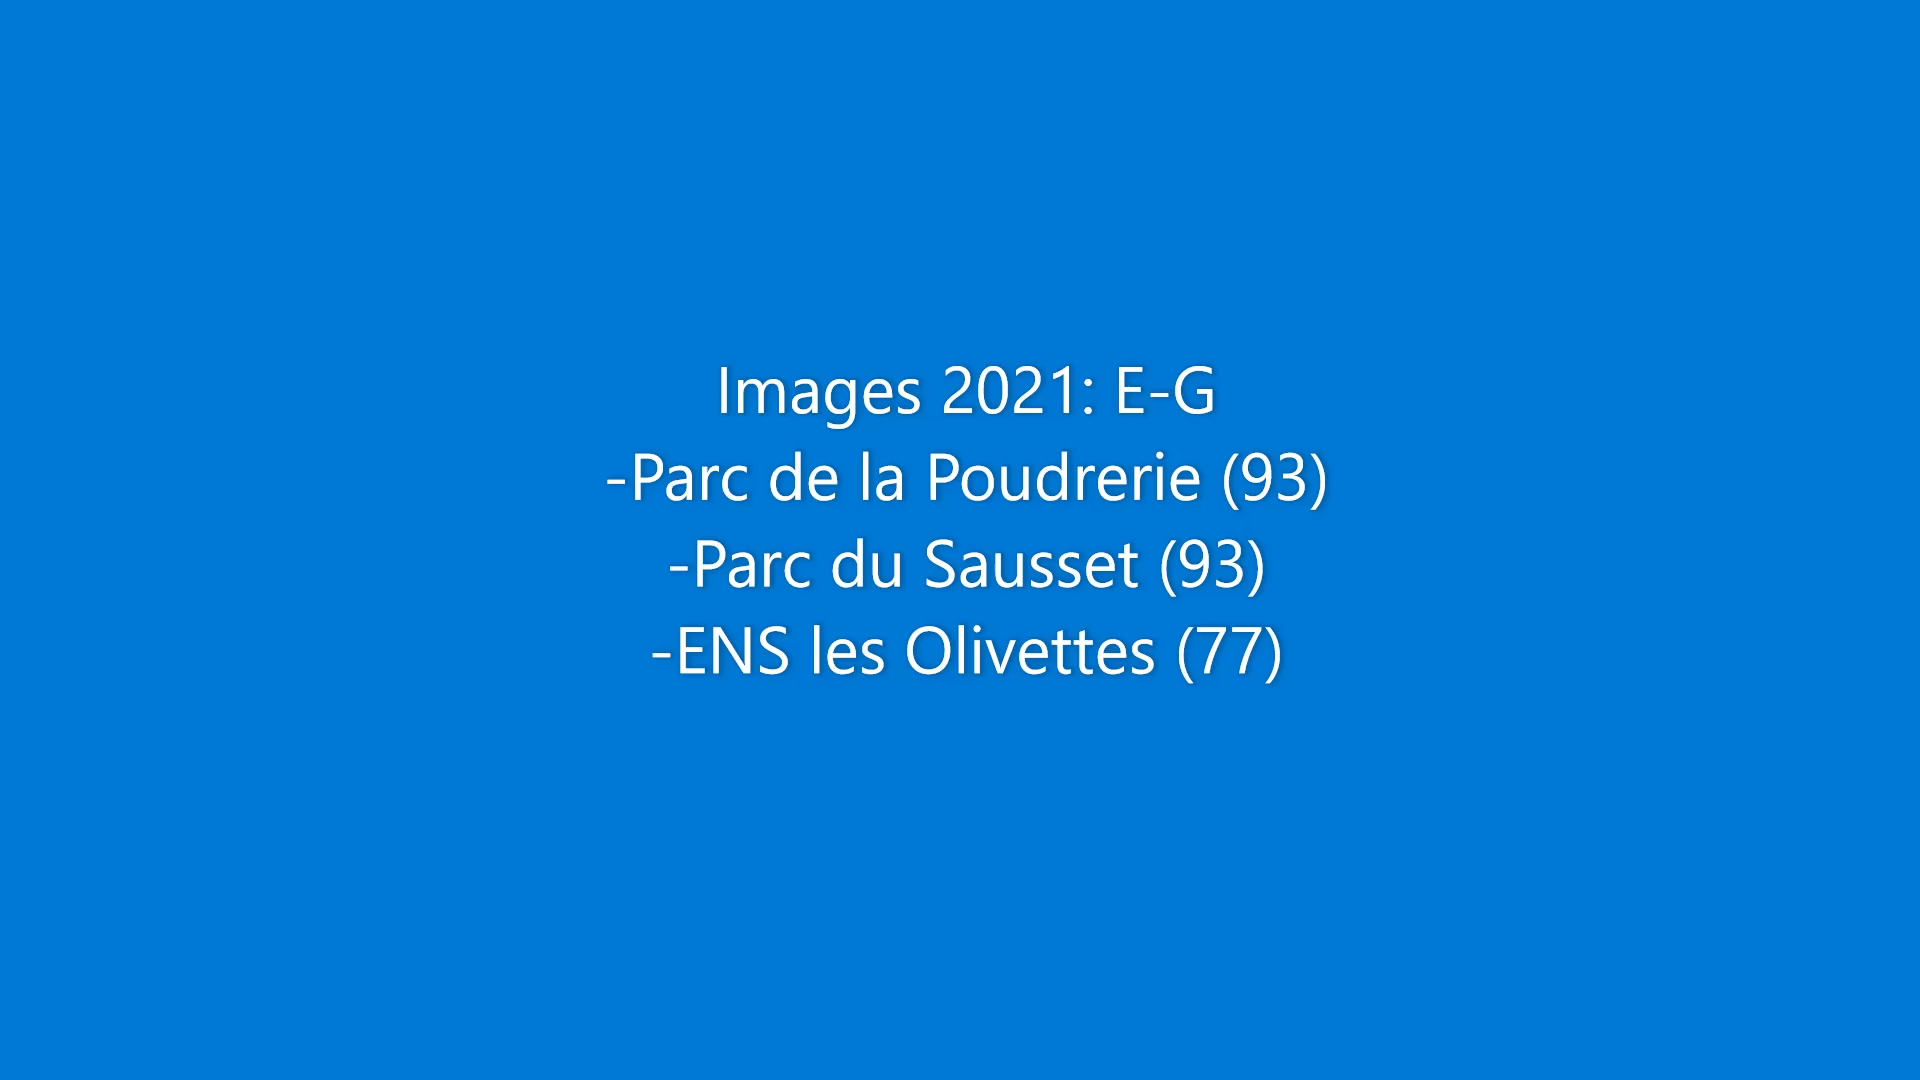 Images 2021: E-G
-Parc de la Poudrerie (93)
-Parc du Sausset (93)
-ENS les Olivettes (77)